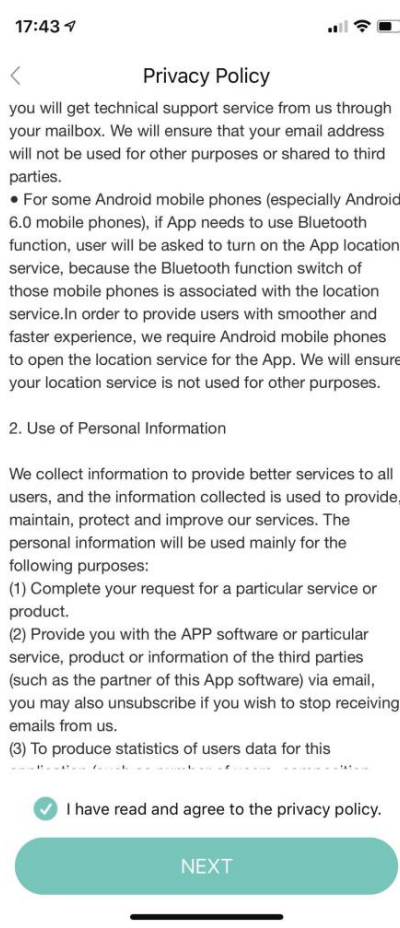 17:43
Privacy Policy
you will get technical support service from us through
your mailbox. We will ensure that your email address
will not be used for other purposes or shared to third
parties.
● For some Android mobile phones (especially Android
6.0 mobile phones), if App needs to use Bluetooth
function, user will be asked to turn on the App location
service, because the Bluetooth function switch of
those mobile phones is associated with the location
service.In order to provide users with smoother and
faster experience, we require Android mobile phones
to open the location service for the App. We will ensure
your location service is not used for other purposes.
2. Use of Personal Information
We collect information to provide better services to all
users, and the information collected is used to provide,
maintain, protect and improve our services. The
personal information will be used mainly for the
following purposes:
(1) Complete your request for a particular service or
product.
(2) Provide you with the APP software or particular
service, product or information of the third parties
(such as the partner of this App software) via email,
you may also unsubscribe if you wish to stop receiving
emails from us.
(3) To produce statistics of users data for this
I have read and agree to the privacy policy.
NEXT